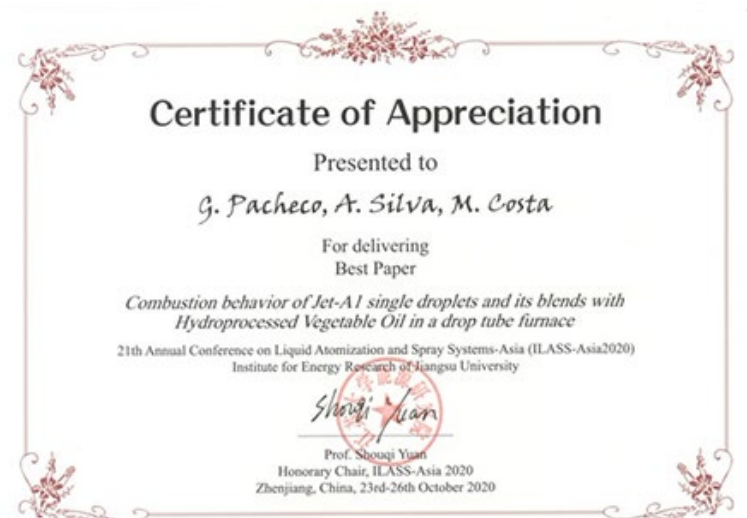 Certificate of Appreciation
Presented to
G. Pacheco, A. Silva, M. Costa
For delivering
Best Paper
Combustion behavior of Jet-A1 single droplets and its blends with
Hydroprocessed Vegetable Oil in a drop tube furnace
21th Annual Conference on Liquid Atomization and Spray Systems-Asia (ILASS-Asia2020)
Institute for Energy Research of Jiangsu University
Shouqi Yuan
Prof. Shouqi Yuan
Honorary Chair, ILASS-Asia 2020
Zhenjiang, China, 23rd-26th October 2020